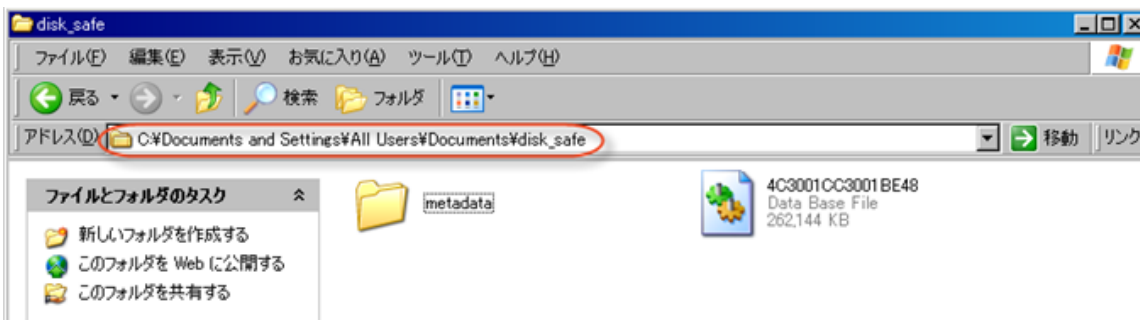 disk_safe
ファイル(F) 編集(E) 表示(V) お気に入り(A) ツール(T) ヘルプ(H)
戻る 検索 フォルダ
アドレス(D) C:¥Documents and Settings¥All Users¥Documents¥disk_safe 移動 リンク
ファイルとフォルダのタスク
新しいフォルダを作成する
このフォルダを Web に公開する
このフォルダを共有する
metadata
4C3001CC3001BE48
Data Base File
262,144 KB